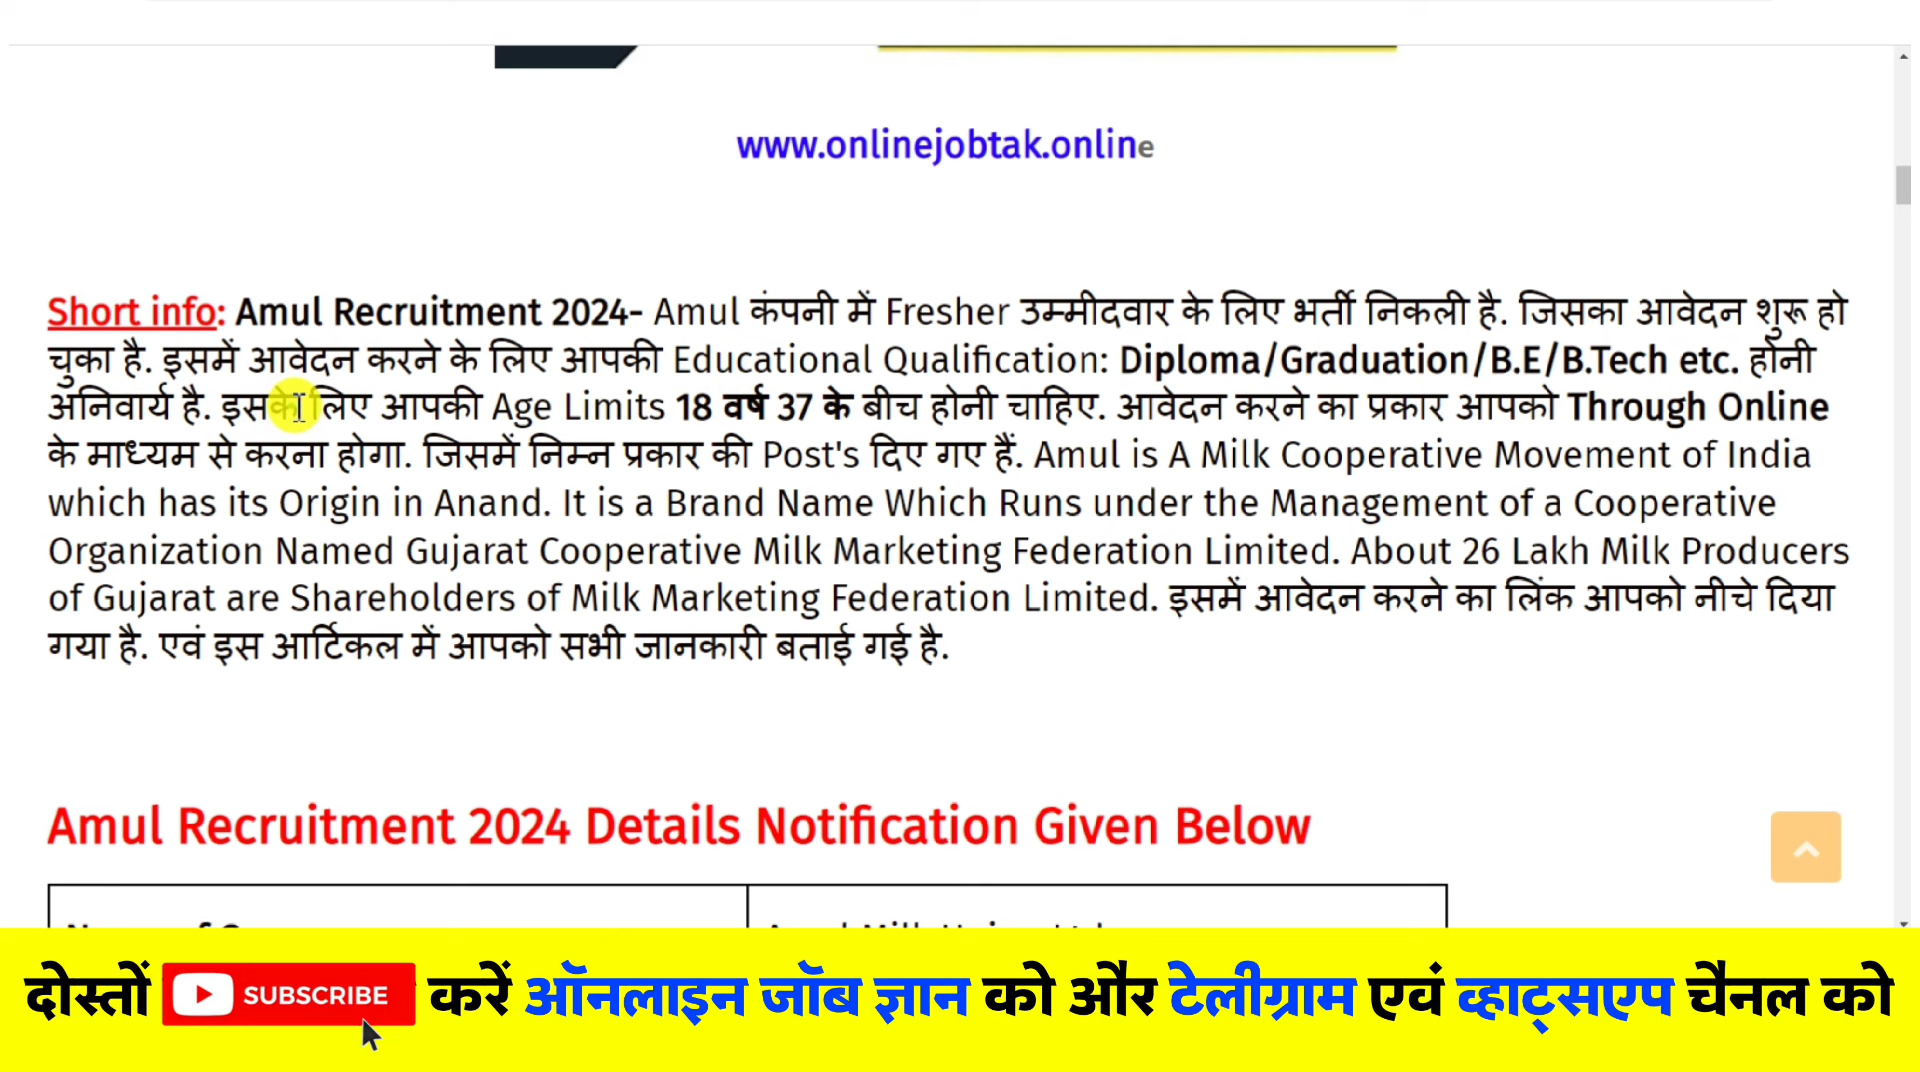 www.onlinejobtak.online
Short info: Amul Recruitment 2024- Amul कंपनी में Fresher उम्मीदवार के लिए भर्ती निकली है. जिसका आवेदन शुरू हो
चुका है. इसमें आवेदन करने के लिए आपकी Educational Qualification: Diploma/Graduation/B.E/B.Tech etc. होनी
अनिवार्य है. इसके लिए आपकी Age Limits 18 वर्ष 37 के बीच होनी चाहिए. आवेदन करने का प्रकार आपको Through Online
के माध्यम से करना होगा. जिसमें निम्न प्रकार की Post's दिए गए हैं. Amul is A Milk Cooperative Movement of India
which has its Origin in Anand. It is a Brand Name Which Runs under the Management of a Cooperative
Organization Named Gujarat Cooperative Milk Marketing Federation Limited. About 26 Lakh Milk Producers
of Gujarat are Shareholders of Milk Marketing Federation Limited. इसमें आवेदन करने का लिंक आपको नीचे दिया
गया है. एवं इस आर्टिकल में आपको सभी जानकारी बताई गई है.
Amul Recruitment 2024 Details Notification Given Below
दोस्तों SUBSCRIBE करें ऑनलाइन जॉब ज्ञान को और टेलीग्राम एवं व्हाट्सएप चैनल को